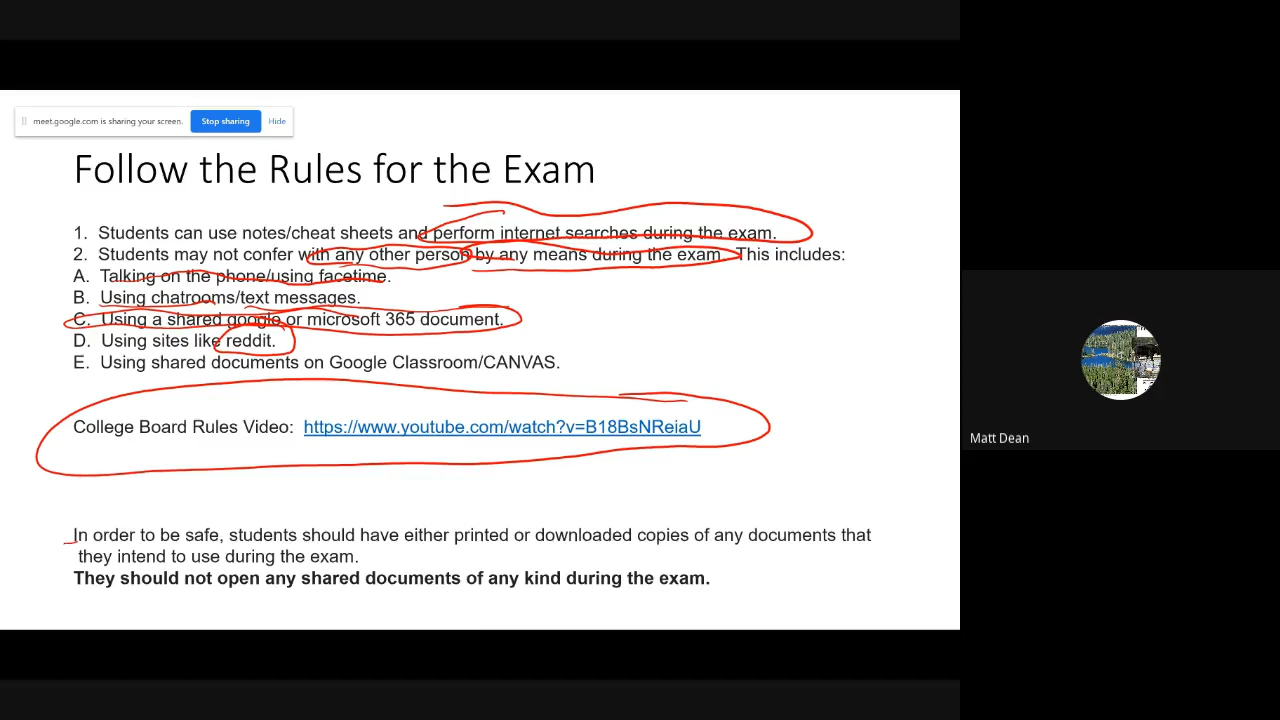 meet.google.com is sharing your screen.
Stop sharing
Hide
Follow the Rules for the Exam
1. Students can use notes/cheat sheets and perform internet searches during the exam.
2. Students may not confer with any other person by any means during the exam. This includes:
A. Talking on the phone/using facetime.
B. Using chatrooms/text messages.
C. Using a shared google or microsoft 365 document.
D. Using sites like reddit.
E. Using shared documents on Google Classroom/CANVAS.
College Board Rules Video: https://www.youtube.com/watch?v=B18BsNReiaU
In order to be safe, students should have either printed or downloaded copies of any documents that
they intend to use during the exam.
They should not open any shared documents of any kind during the exam.
Matt Dean